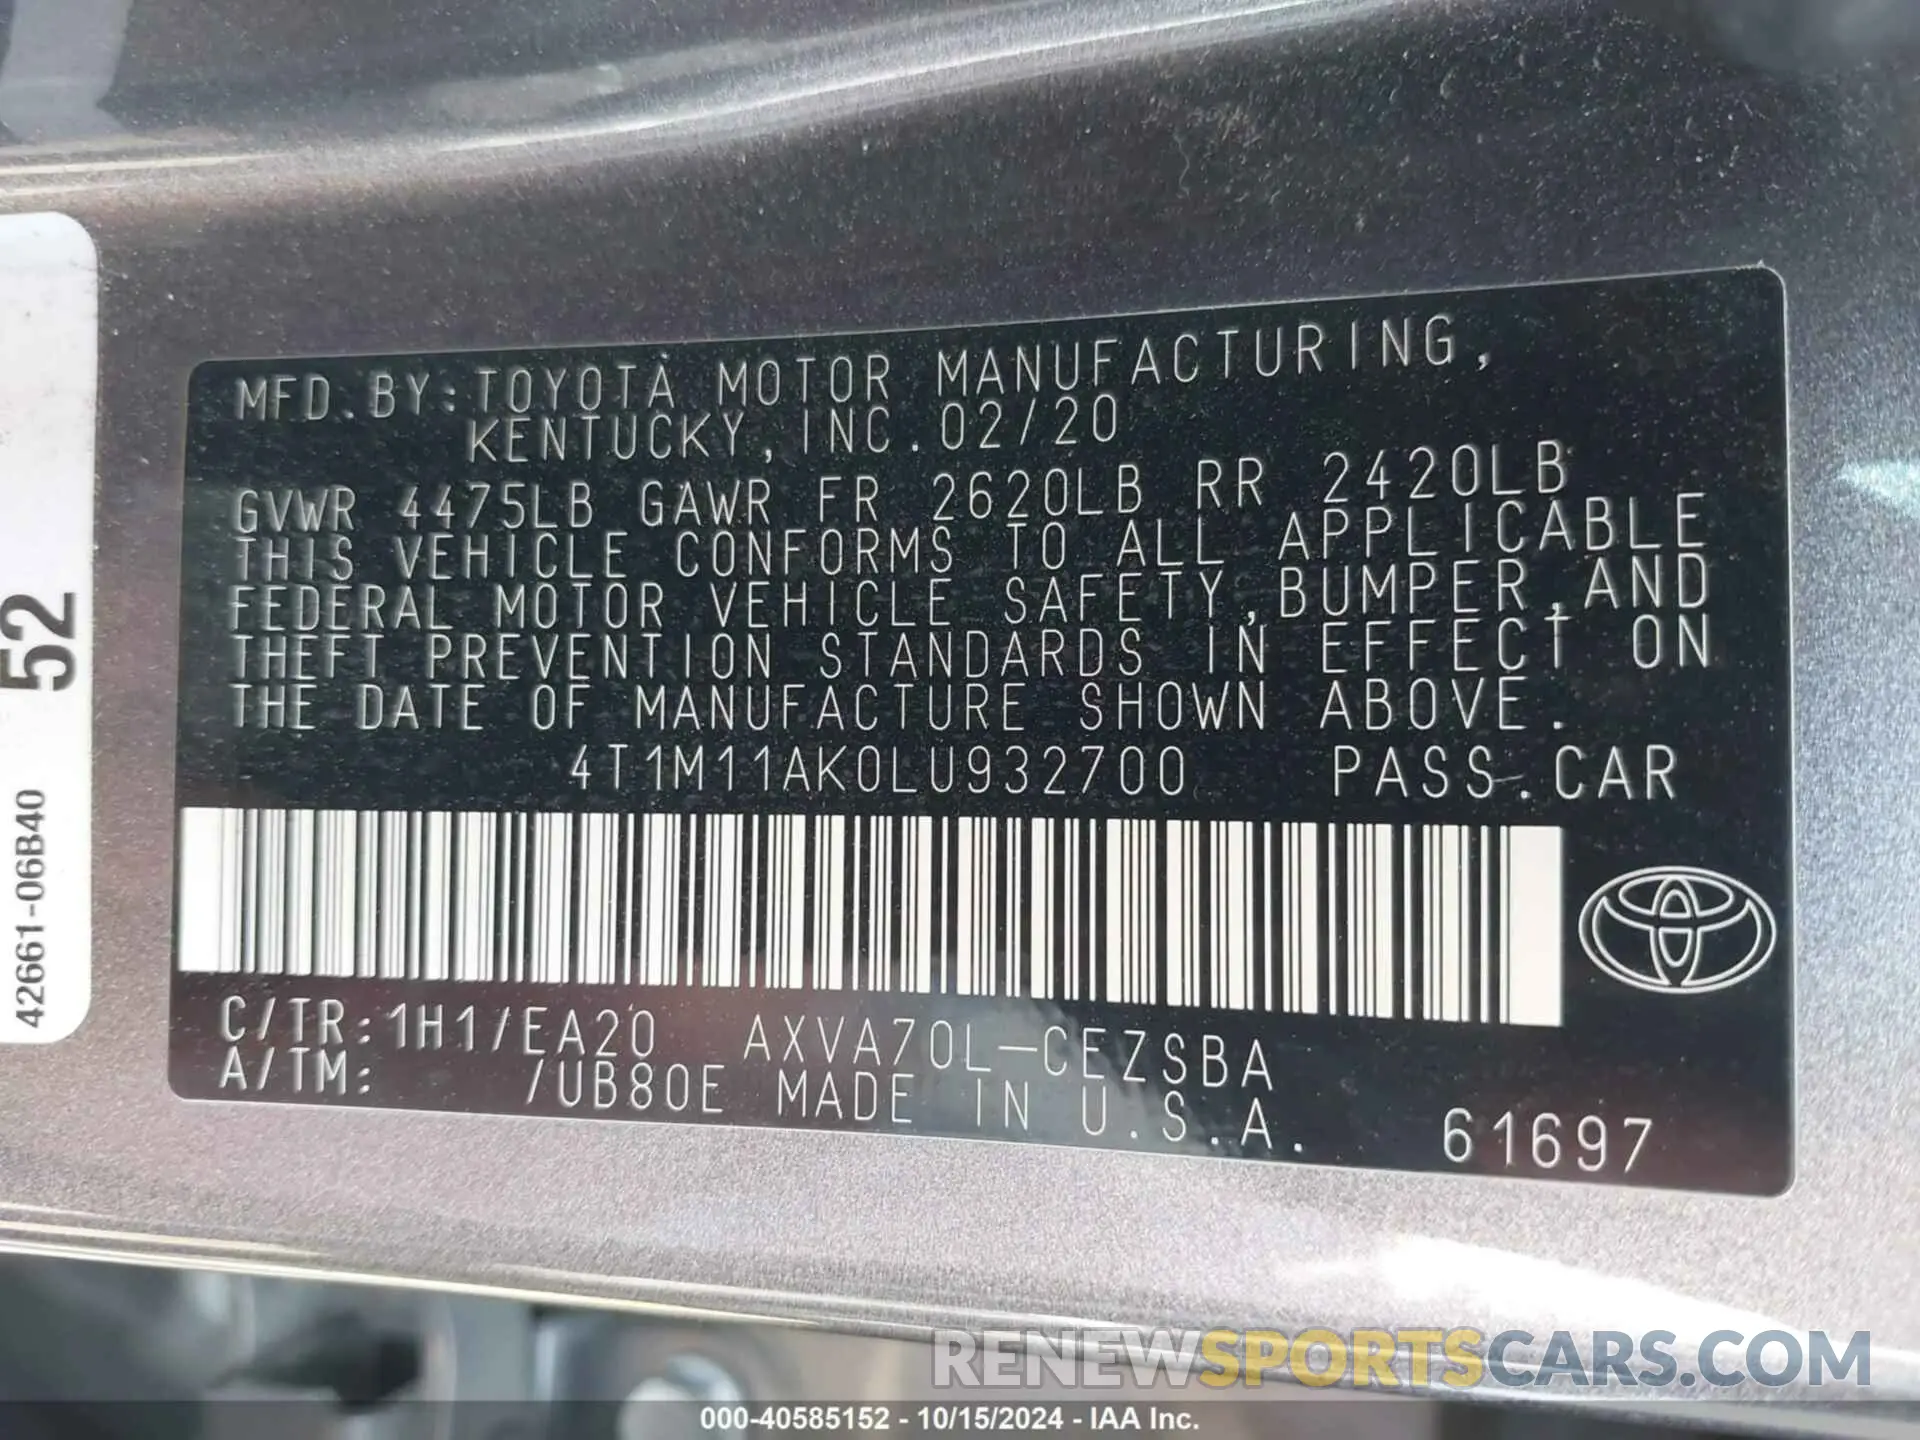 MFD. BY: TOYOTA MOTOR MANUFACTURING,
KENTUCKY, INC. 02/20
GVWR 4475LB GAWR FR 2620LB RR 2420LB
THIS VEHICLE CONFORMS TO ALL APPLICABLE
FEDERAL MOTOR VEHICLE SAFETY, BUMPER, AND
THEFT PREVENTION STANDARDS IN EFFECT ON
THE DATE OF MANUFACTURE SHOWN ABOVE.
4T1M11AK0LU932700 PASS. CAR
C/TR: 1H1/EA20 AXVA70L-CEZSBA
A/TM: /UB80E MADE IN U.S.A.
61697
52
42661-06B40
RENEWSPORTSCARS.COM
000-40585152 - 10/15/2024 - IAA Inc.